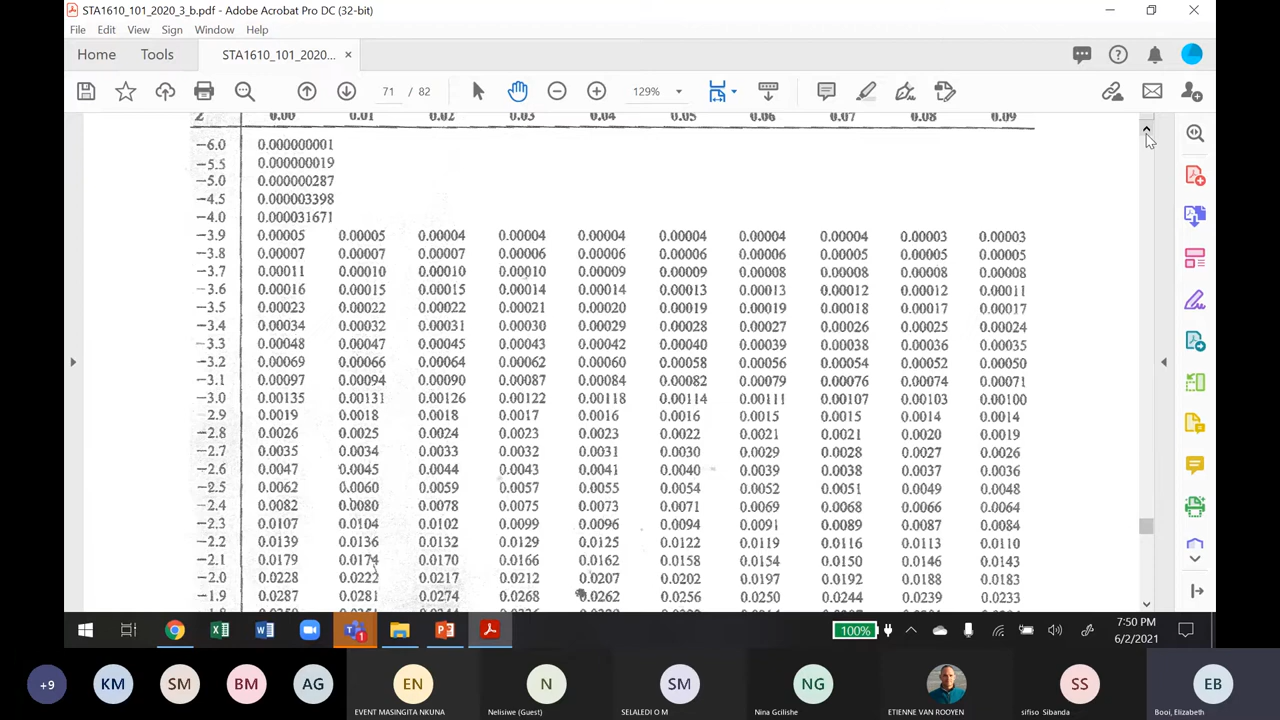 STA1610_101_2020_3_b.pdf - Adobe Acrobat Pro DC (32-bit)
File Edit View Sign Window Help
Home Tools STA1610_101_2020... ×
71 / 82 129%
Z 0.00 0.01 0.02 0.03 0.04 0.05 0.06 0.07 0.08 0.09
−6.0 0.000000001
−5.5 0.000000019
−5.0 0.000000287
−4.5 0.000003398
−4.0 0.000031671
−3.9 0.00005 0.00005 0.00004 0.00004 0.00004 0.00004 0.00004 0.00004 0.00003 0.00003
−3.8 0.00007 0.00007 0.00007 0.00006 0.00006 0.00006 0.00006 0.00005 0.00005 0.00005
−3.7 0.00011 0.00010 0.00010 0.00010 0.00009 0.00009 0.00008 0.00008 0.00008 0.00008
−3.6 0.00016 0.00015 0.00015 0.00014 0.00014 0.00013 0.00013 0.00012 0.00012 0.00011
−3.5 0.00023 0.00022 0.00022 0.00021 0.00020 0.00019 0.00019 0.00018 0.00017 0.00017
−3.4 0.00034 0.00032 0.00031 0.00030 0.00029 0.00028 0.00027 0.00026 0.00025 0.00024
−3.3 0.00048 0.00047 0.00045 0.00043 0.00042 0.00040 0.00039 0.00038 0.00036 0.00035
−3.2 0.00069 0.00066 0.00064 0.00062 0.00060 0.00058 0.00056 0.00054 0.00052 0.00050
−3.1 0.00097 0.00094 0.00090 0.00087 0.00084 0.00082 0.00079 0.00076 0.00074 0.00071
−3.0 0.00135 0.00131 0.00126 0.00122 0.00118 0.00114 0.00111 0.00107 0.00103 0.00100
−2.9 0.0019 0.0018 0.0018 0.0017 0.0016 0.0016 0.0015 0.0015 0.0014 0.0014
−2.8 0.0026 0.0025 0.0024 0.0023 0.0023 0.0022 0.0021 0.0021 0.0020 0.0019
−2.7 0.0035 0.0034 0.0033 0.0032 0.0031 0.0030 0.0029 0.0028 0.0027 0.0026
−2.6 0.0047 0.0045 0.0044 0.0043 0.0041 0.0040 0.0039 0.0038 0.0037 0.0036
−2.5 0.0062 0.0060 0.0059 0.0057 0.0055 0.0054 0.0052 0.0051 0.0049 0.0048
−2.4 0.0082 0.0080 0.0078 0.0075 0.0073 0.0071 0.0069 0.0068 0.0066 0.0064
−2.3 0.0107 0.0104 0.0102 0.0099 0.0096 0.0094 0.0091 0.0089 0.0087 0.0084
−2.2 0.0139 0.0136 0.0132 0.0129 0.0125 0.0122 0.0119 0.0116 0.0113 0.0110
−2.1 0.0179 0.0174 0.0170 0.0166 0.0162 0.0158 0.0154 0.0150 0.0146 0.0143
−2.0 0.0228 0.0222 0.0217 0.0212 0.0207 0.0202 0.0197 0.0192 0.0188 0.0183
−1.9 0.0287 0.0281 0.0274 0.0268 0.0262 0.0256 0.0250 0.0244 0.0239 0.0233
100% 7:50 PM
6/2/2021
+9 KM SM BM AG EN N SM NG SS EB
EVENT MASINGITA NKUNA Nelisiwe (Guest) SELALEDI O M Nina Gcilishe ETIENNE VAN ROOYEN sifiso Sibanda Booi, Elizabeth